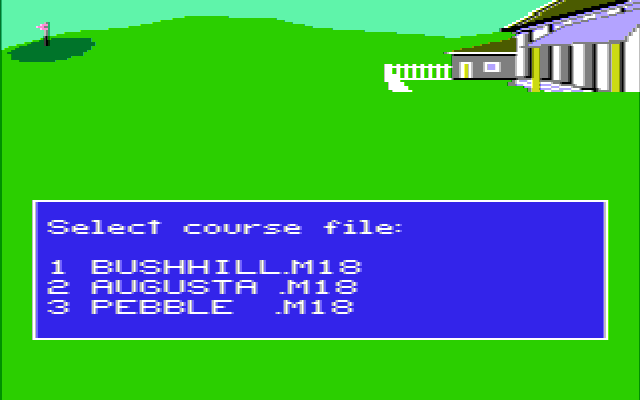 Select course file:
1 BUSHHILL.M18
2 AUGUSTA .M18
3 PEBBLE  .M18